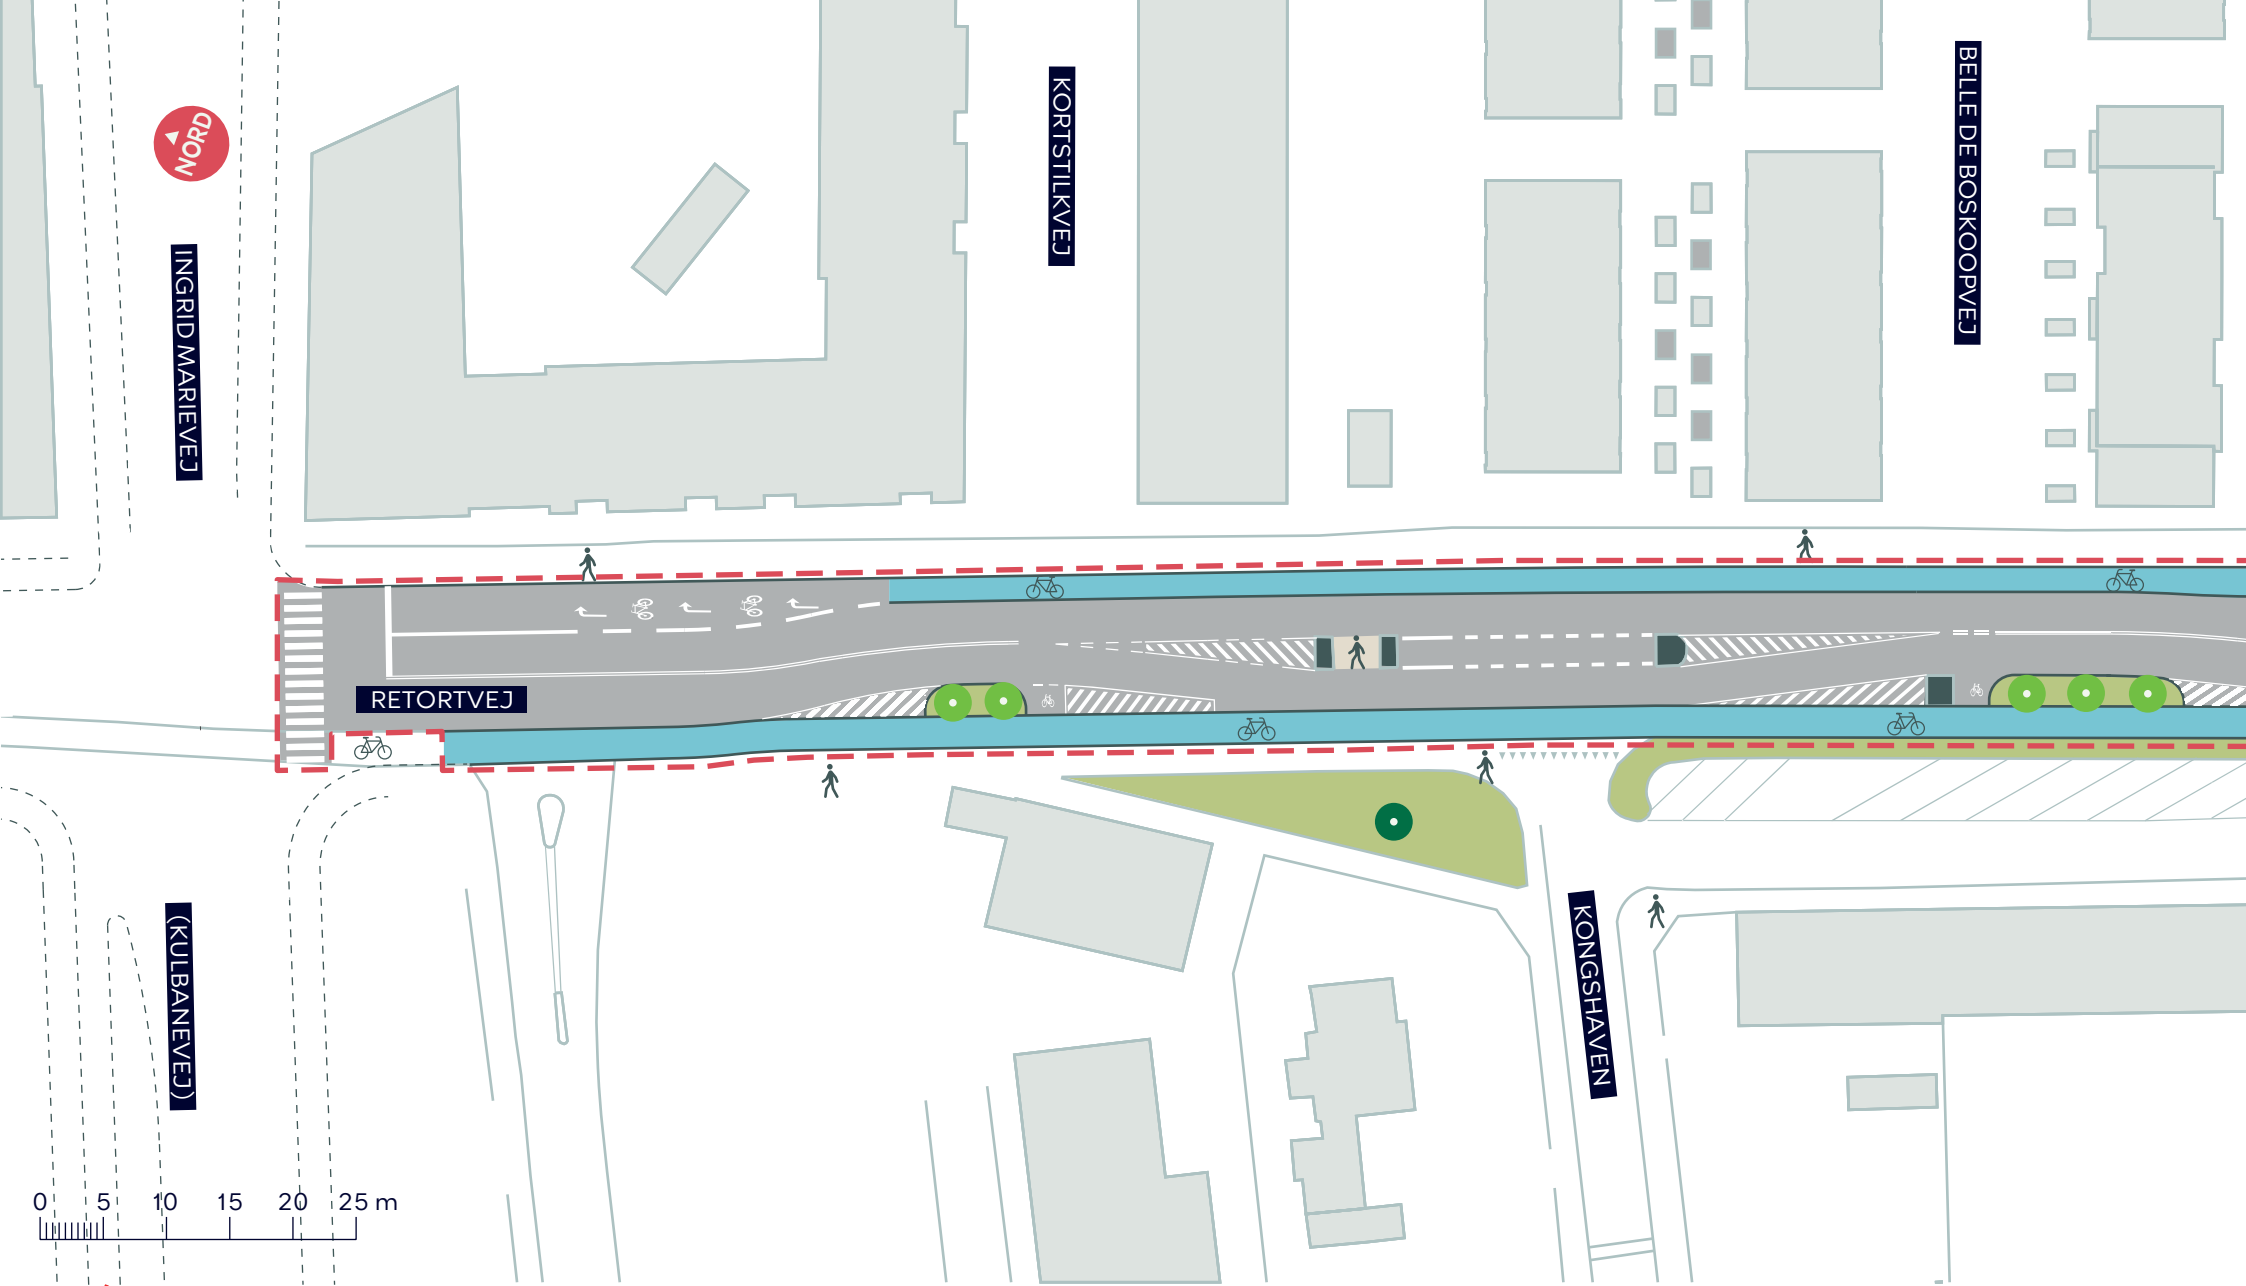 NORD
INGRID MARIEVEJ
KORTSTILKVEJ
BELLE DE BOSKOOPVEJ
RETORTVEJ
(KULBANEVEJ)
KONGSHAVEN
0 5 10 15 20 25 m